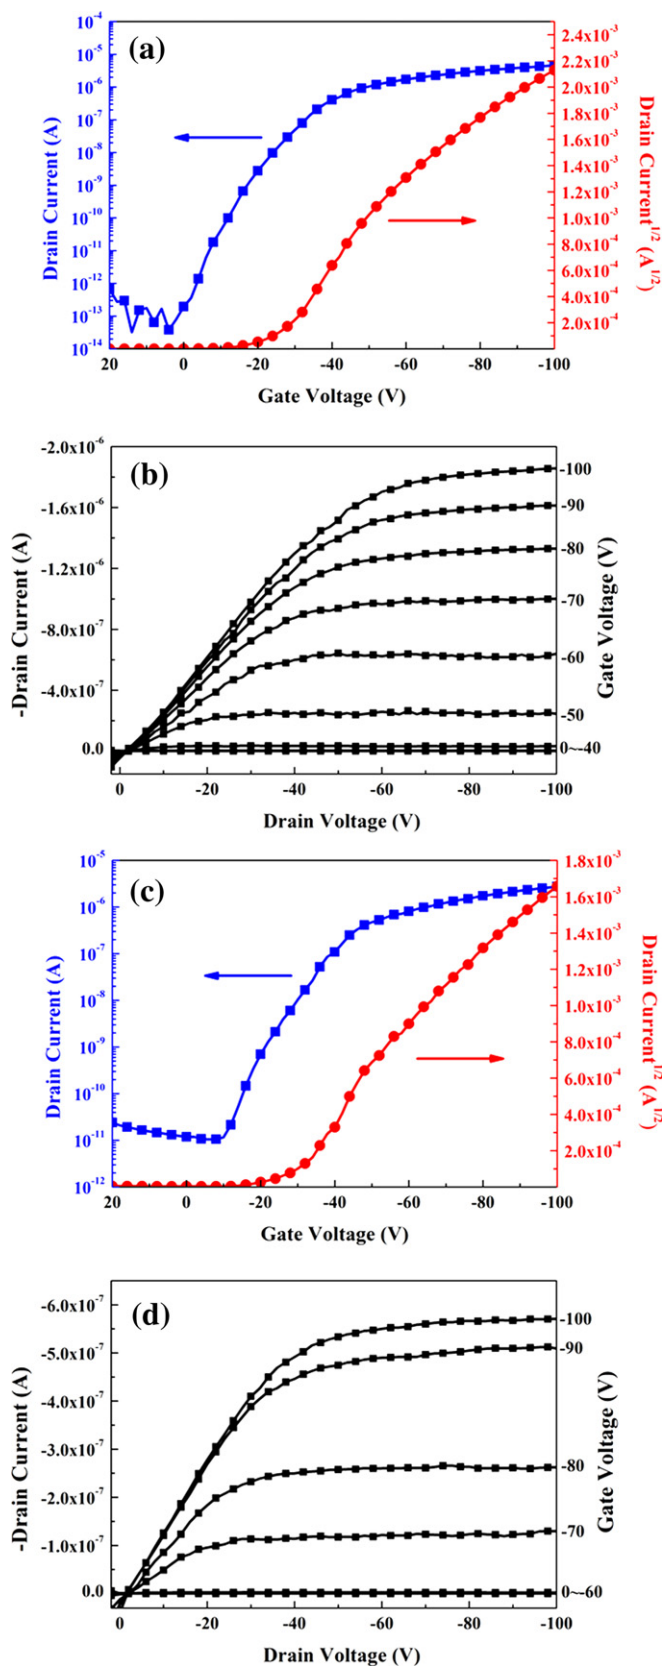 (a)
Drain Current (A)
10⁻⁴
10⁻⁵
10⁻⁶
10⁻⁷
10⁻⁸
10⁻⁹
10⁻¹⁰
10⁻¹¹
10⁻¹²
10⁻¹³
10⁻¹⁴
2.4x10⁻³
2.2x10⁻³
2.0x10⁻³
1.8x10⁻³
1.6x10⁻³
1.4x10⁻³
1.2x10⁻³
1.0x10⁻³
8.0x10⁻⁴
6.0x10⁻⁴
4.0x10⁻⁴
2.0x10⁻⁴
Drain Current¹ᐟ² (A¹ᐟ²)
20 0 -20 -40 -60 -80 -100
Gate Voltage (V)
(b)
-Drain Current (A)
-2.0x10⁻⁶
-1.6x10⁻⁶
-1.2x10⁻⁶
-8.0x10⁻⁷
-4.0x10⁻⁷
0.0
-100
-90
-80
-70
-60
-50
0~-40
Gate Voltage (V)
0 -20 -40 -60 -80 -100
Drain Voltage (V)
(c)
Drain Current (A)
10⁻⁵
10⁻⁶
10⁻⁷
10⁻⁸
10⁻⁹
10⁻¹⁰
10⁻¹¹
10⁻¹²
1.8x10⁻³
1.6x10⁻³
1.4x10⁻³
1.2x10⁻³
1.0x10⁻³
8.0x10⁻⁴
6.0x10⁻⁴
4.0x10⁻⁴
2.0x10⁻⁴
Drain Current¹ᐟ² (A¹ᐟ²)
20 0 -20 -40 -60 -80 -100
Gate Voltage (V)
(d)
-Drain Current (A)
-6.0x10⁻⁷
-5.0x10⁻⁷
-4.0x10⁻⁷
-3.0x10⁻⁷
-2.0x10⁻⁷
-1.0x10⁻⁷
0.0
-100
-90
-80
-70
0~-60
Gate Voltage (V)
0 -20 -40 -60 -80 -100
Drain Voltage (V)